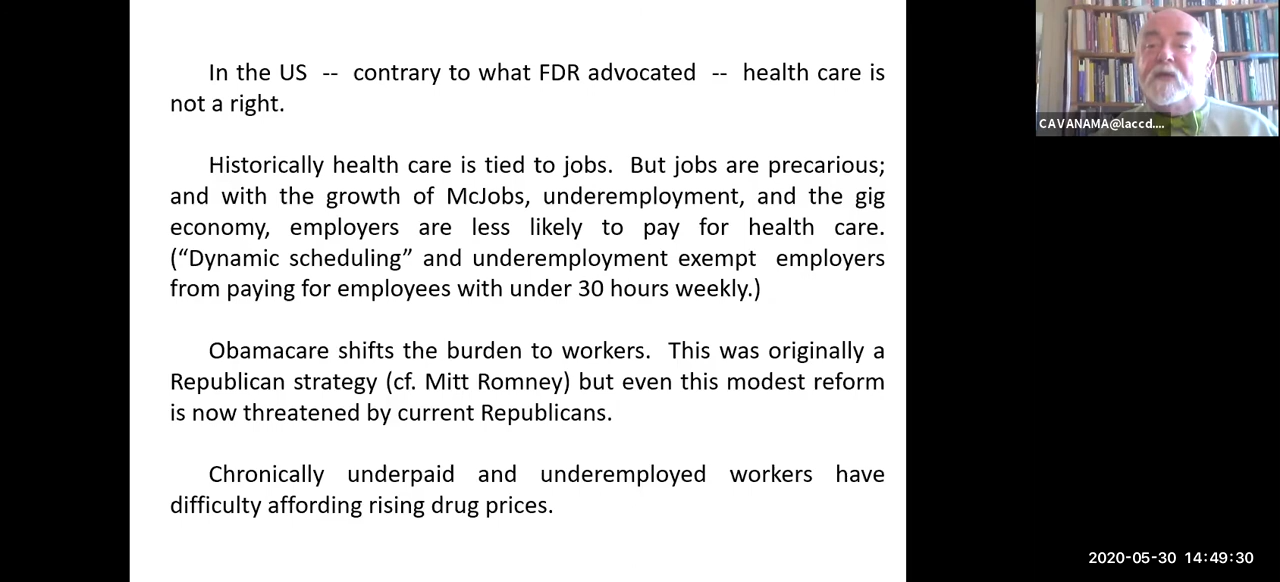 In the US -- contrary to what FDR advocated -- health care is
not a right.
Historically health care is tied to jobs. But jobs are precarious;
and with the growth of McJobs, underemployment, and the gig
economy, employers are less likely to pay for health care.
(“Dynamic scheduling” and underemployment exempt employers
from paying for employees with under 30 hours weekly.)
Obamacare shifts the burden to workers. This was originally a
Republican strategy (cf. Mitt Romney) but even this modest reform
is now threatened by current Republicans.
Chronically underpaid and underemployed workers have
difficulty affording rising drug prices.
CAVANAMA@laccd....
2020-05-30 14:49:30